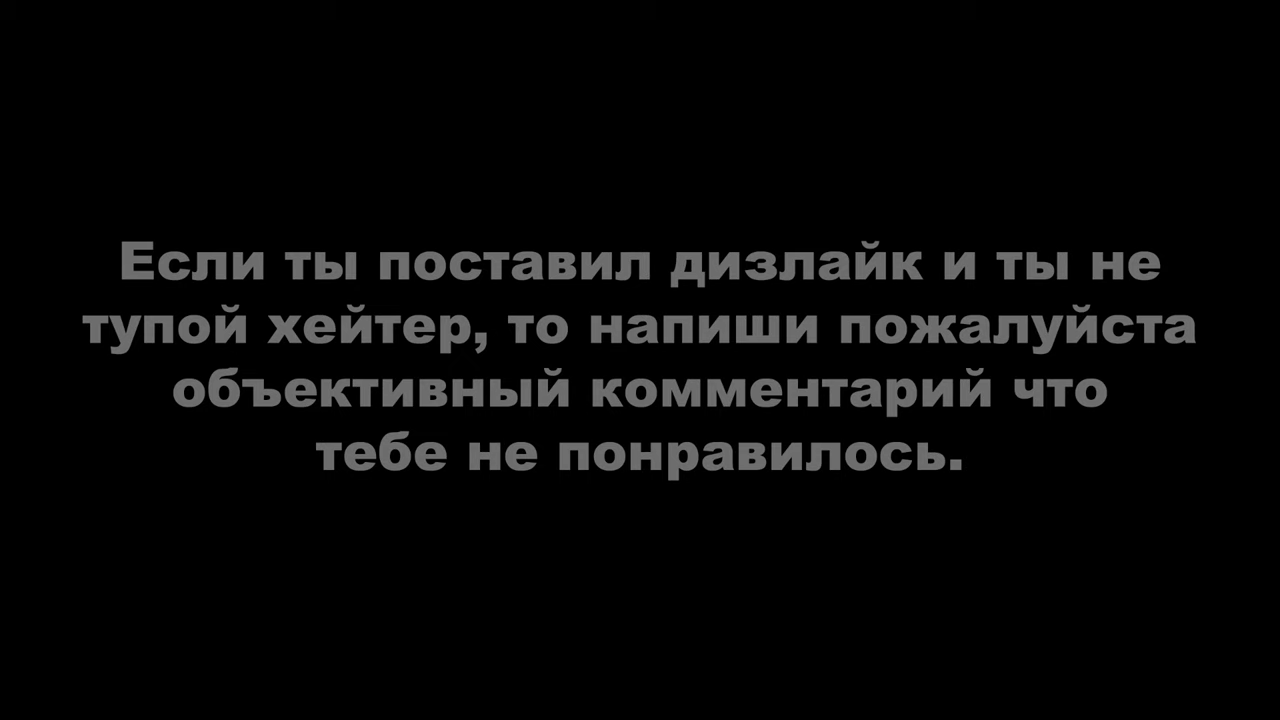 Если ты поставил дизлайк и ты не
тупой хейтер, то напиши пожалуйста
объективный комментарий что
тебе не понравилось.